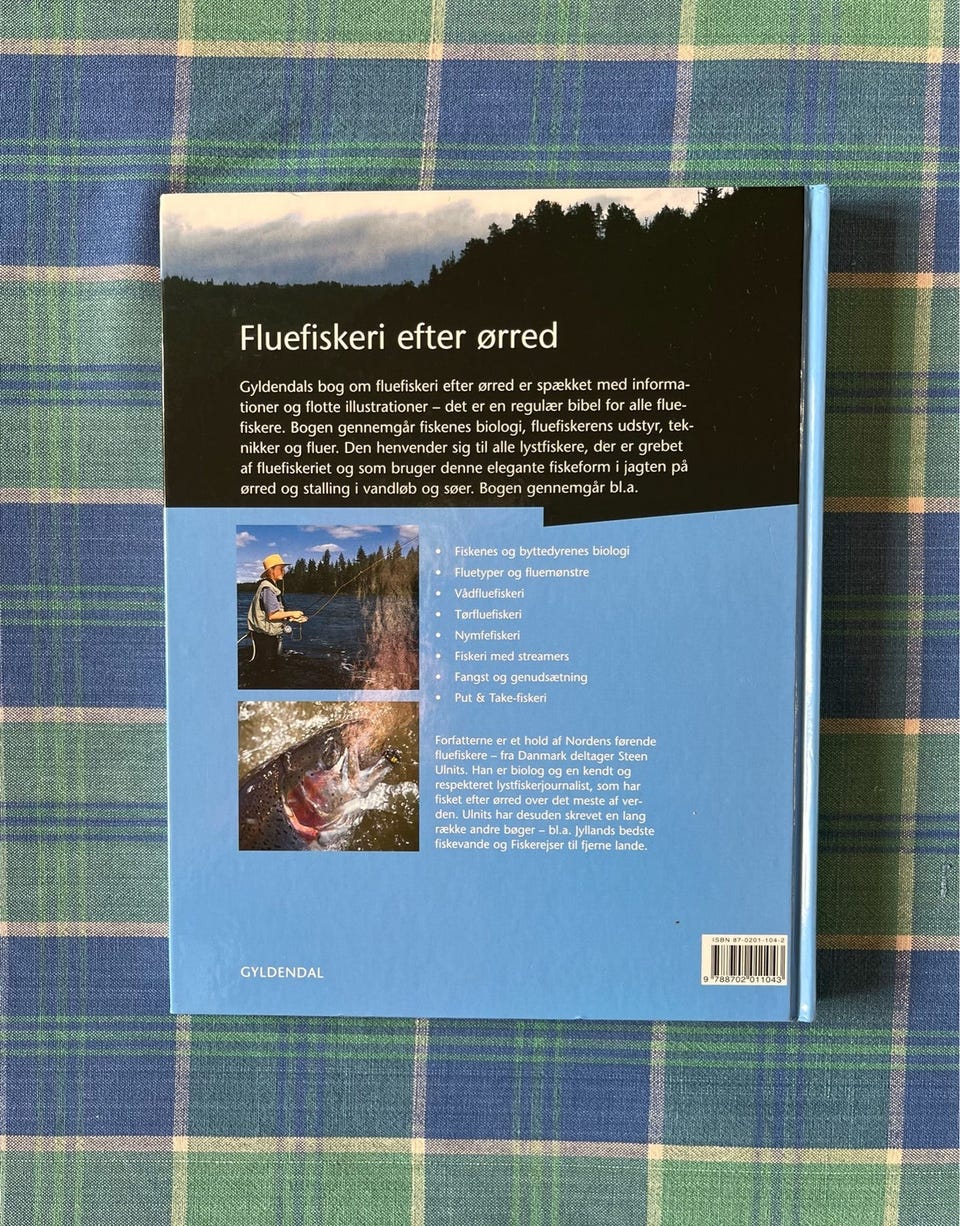 Fluefiskeri efter ørred
Gyldendals bog om fluefiskeri efter ørred er spækket med informa-
tioner og flotte illustrationer – det er en regulær bibel for alle flue-
fiskere. Bogen gennemgår fiskenes biologi, fluefiskerens udstyr, tek-
nikker og fluer. Den henvender sig til alle lystfiskere, der er grebet
af fluefiskeriet og som bruger denne elegante fiskeform i jagten på
ørred og stalling i vandløb og søer. Bogen gennemgår bl.a.
• Fiskenes og byttedyrenes biologi
• Fluetyper og fluemønstre
• Vådfluefiskeri
• Tørfluefiskeri
• Nymfefiskeri
• Fiskeri med streamers
• Fangst og genudsætning
• Put & Take-fiskeri
Forfatterne er et hold af Nordens førende
fluefiskere – fra Danmark deltager Steen
Ulnits. Han er biolog og en kendt og
respekteret lystfiskerjournalist, som har
fisket efter ørred over det meste af ver-
den. Ulnits har desuden skrevet en lang
række andre bøger – bl.a. Jyllands bedste
fiskevande og Fiskerejser til fjerne lande.
GYLDENDAL
ISBN 87-0201-104-2
9 788702 011043